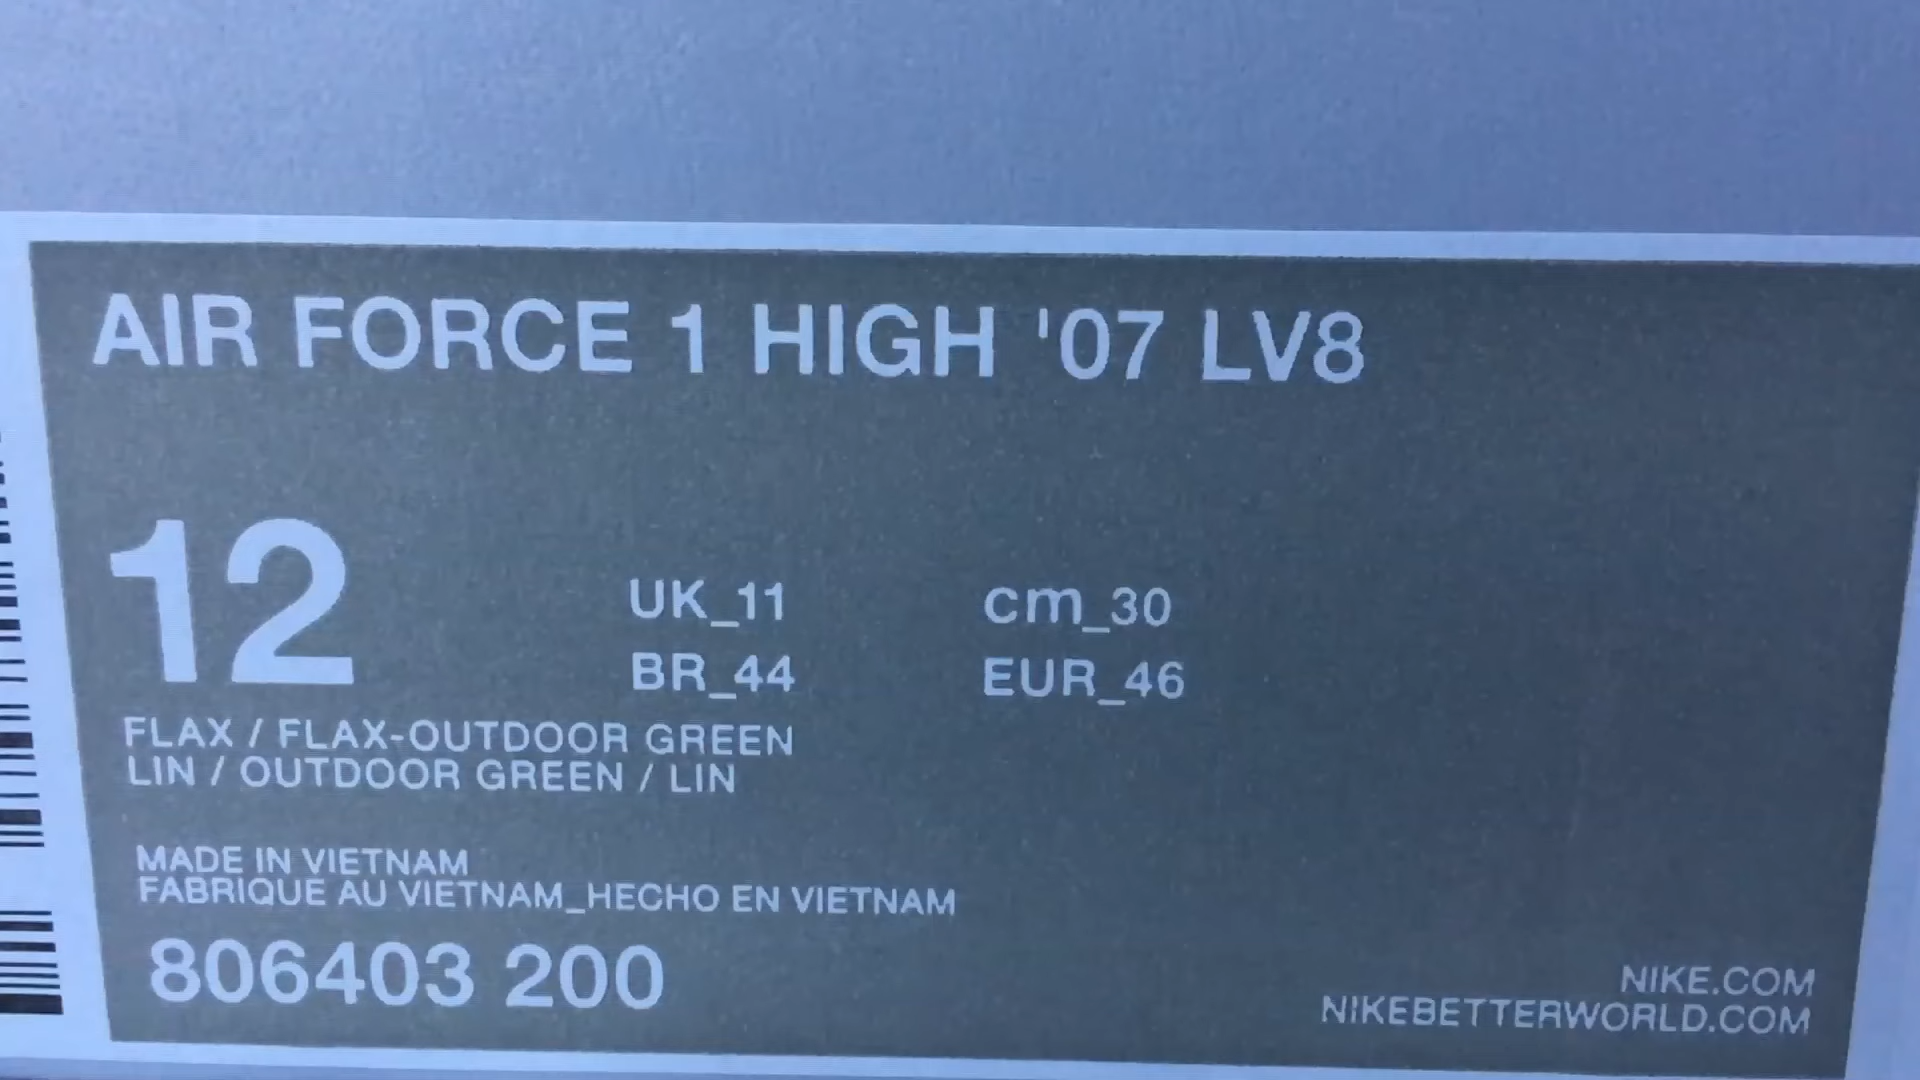 AIR FORCE 1 HIGH '07 LV8
12
UK_11 cm_30
BR_44 EUR_46
FLAX / FLAX-OUTDOOR GREEN
LIN / OUTDOOR GREEN / LIN
MADE IN VIETNAM
FABRIQUE AU VIETNAM_HECHO EN VIETNAM
806403 200
NIKE.COM
NIKEBETTERWORLD.COM